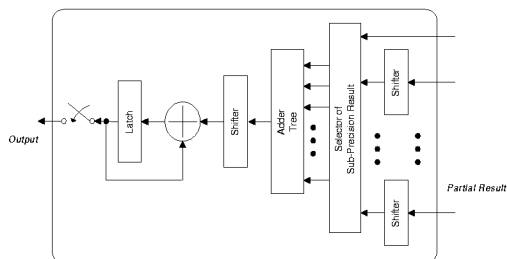 Output
Latch
Shifter
Adder
Tree
Selector of
Sub-Precision Result
Shifter
Shifter
Partial Result